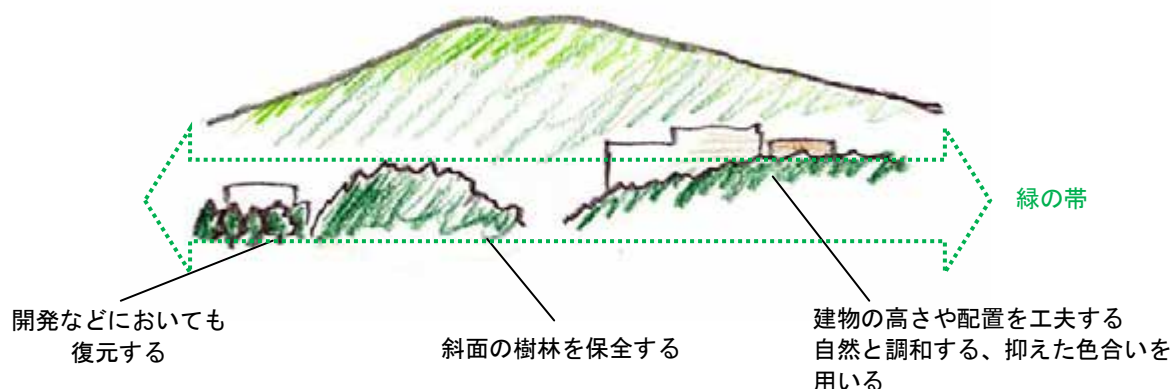 緑の帯
開発などにおいても
復元する
斜面の樹林を保全する
建物の高さや配置を工夫する
自然と調和する、抑えた色合いを
用いる